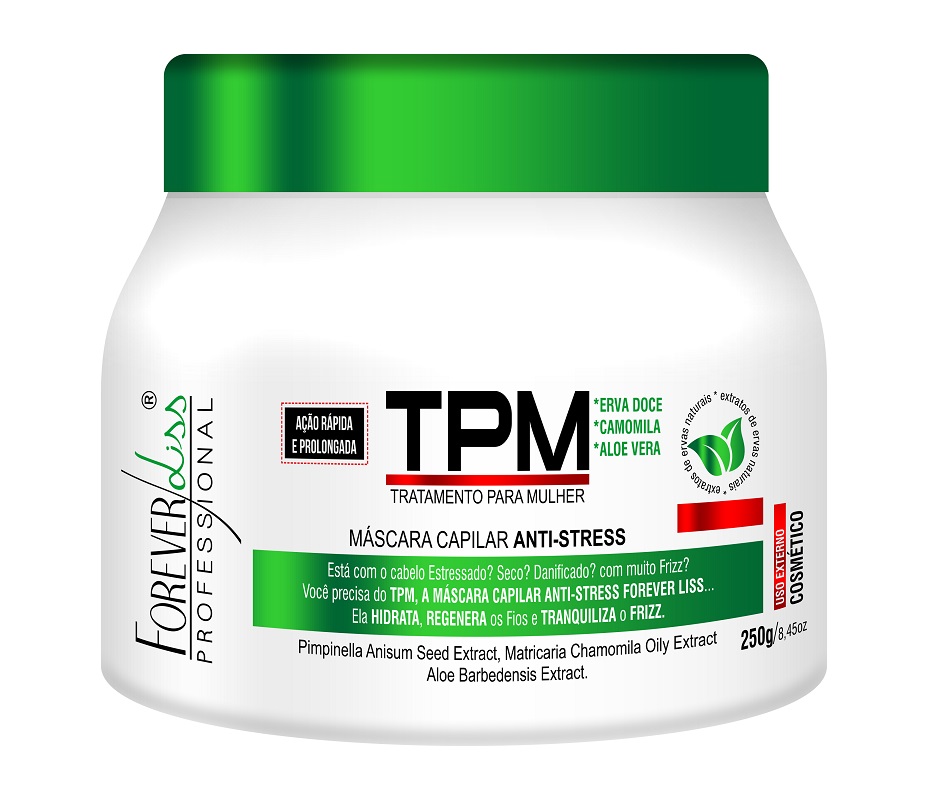 FOREVER Liss ®
PROFESSIONAL
AÇÃO RÁPIDA
E PROLONGADA
TPM
TRATAMENTO PARA MULHER
*ERVA DOCE
*CAMOMILA
*ALOE VERA
* extratos de ervas naturais * extratos de ervas naturais
MÁSCARA CAPILAR ANTI-STRESS
Está com o cabelo Estressado? Seco? Danificado? com muito Frizz?
Você precisa do TPM, A MÁSCARA CAPILAR ANTI-STRESS FOREVER LISS...
Ela HIDRATA, REGENERA os Fios e TRANQUILIZA o FRIZZ.
Pimpinella Anisum Seed Extract, Matricaria Chamomila Oily Extract
Aloe Barbedensis Extract.
USO EXTERNO
COSMÉTICO
250g/8,45oz